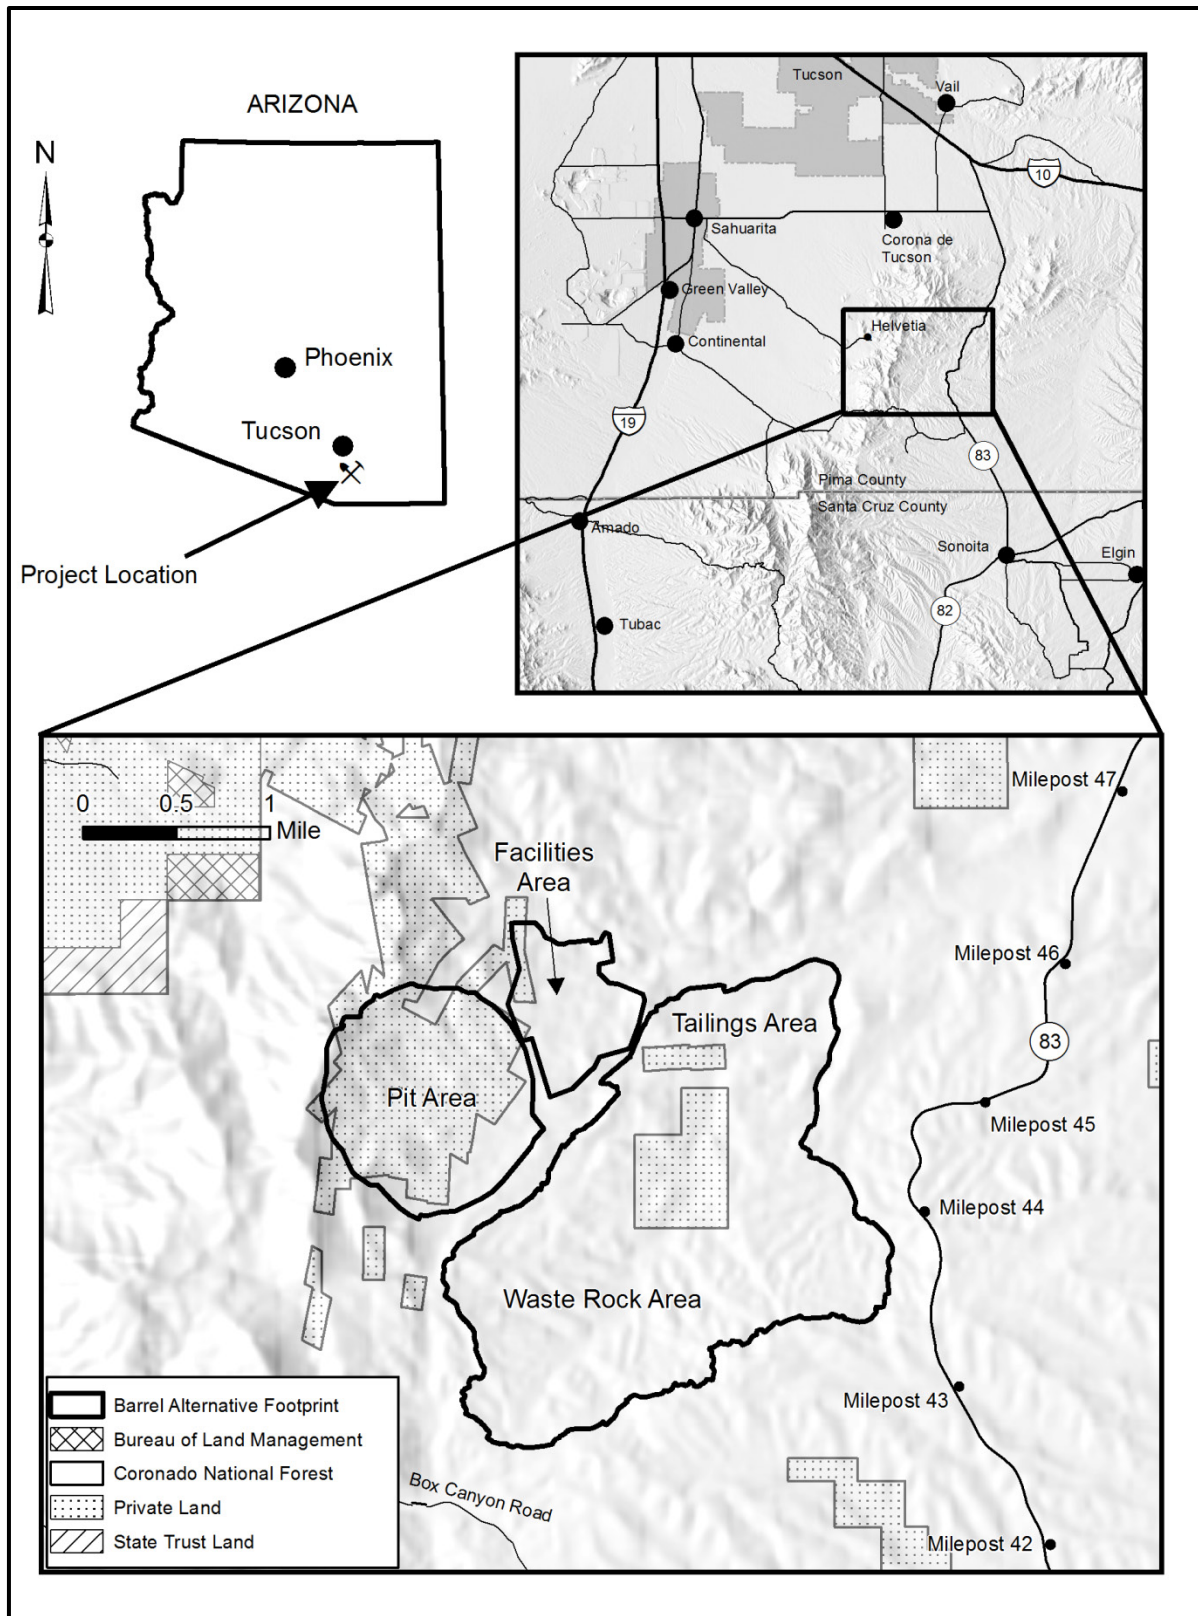 ARIZONA
N
Phoenix
Tucson
Project Location
Tucson
Vail
10
Sahuarita
Corona de
Tucson
Green Valley
Helvetia
Continental
19
83
Pima County
Santa Cruz County
Amado
Sonoita
Elgin
82
Tubac
0 0.5 1
Mile
Milepost 47
Facilities
Area
Milepost 46
Tailings Area
83
Pit Area
Milepost 45
Milepost 44
Waste Rock Area
Milepost 43
Barrel Alternative Footprint
Bureau of Land Management
Coronado National Forest
Private Land
State Trust Land
Box Canyon Road
Milepost 42